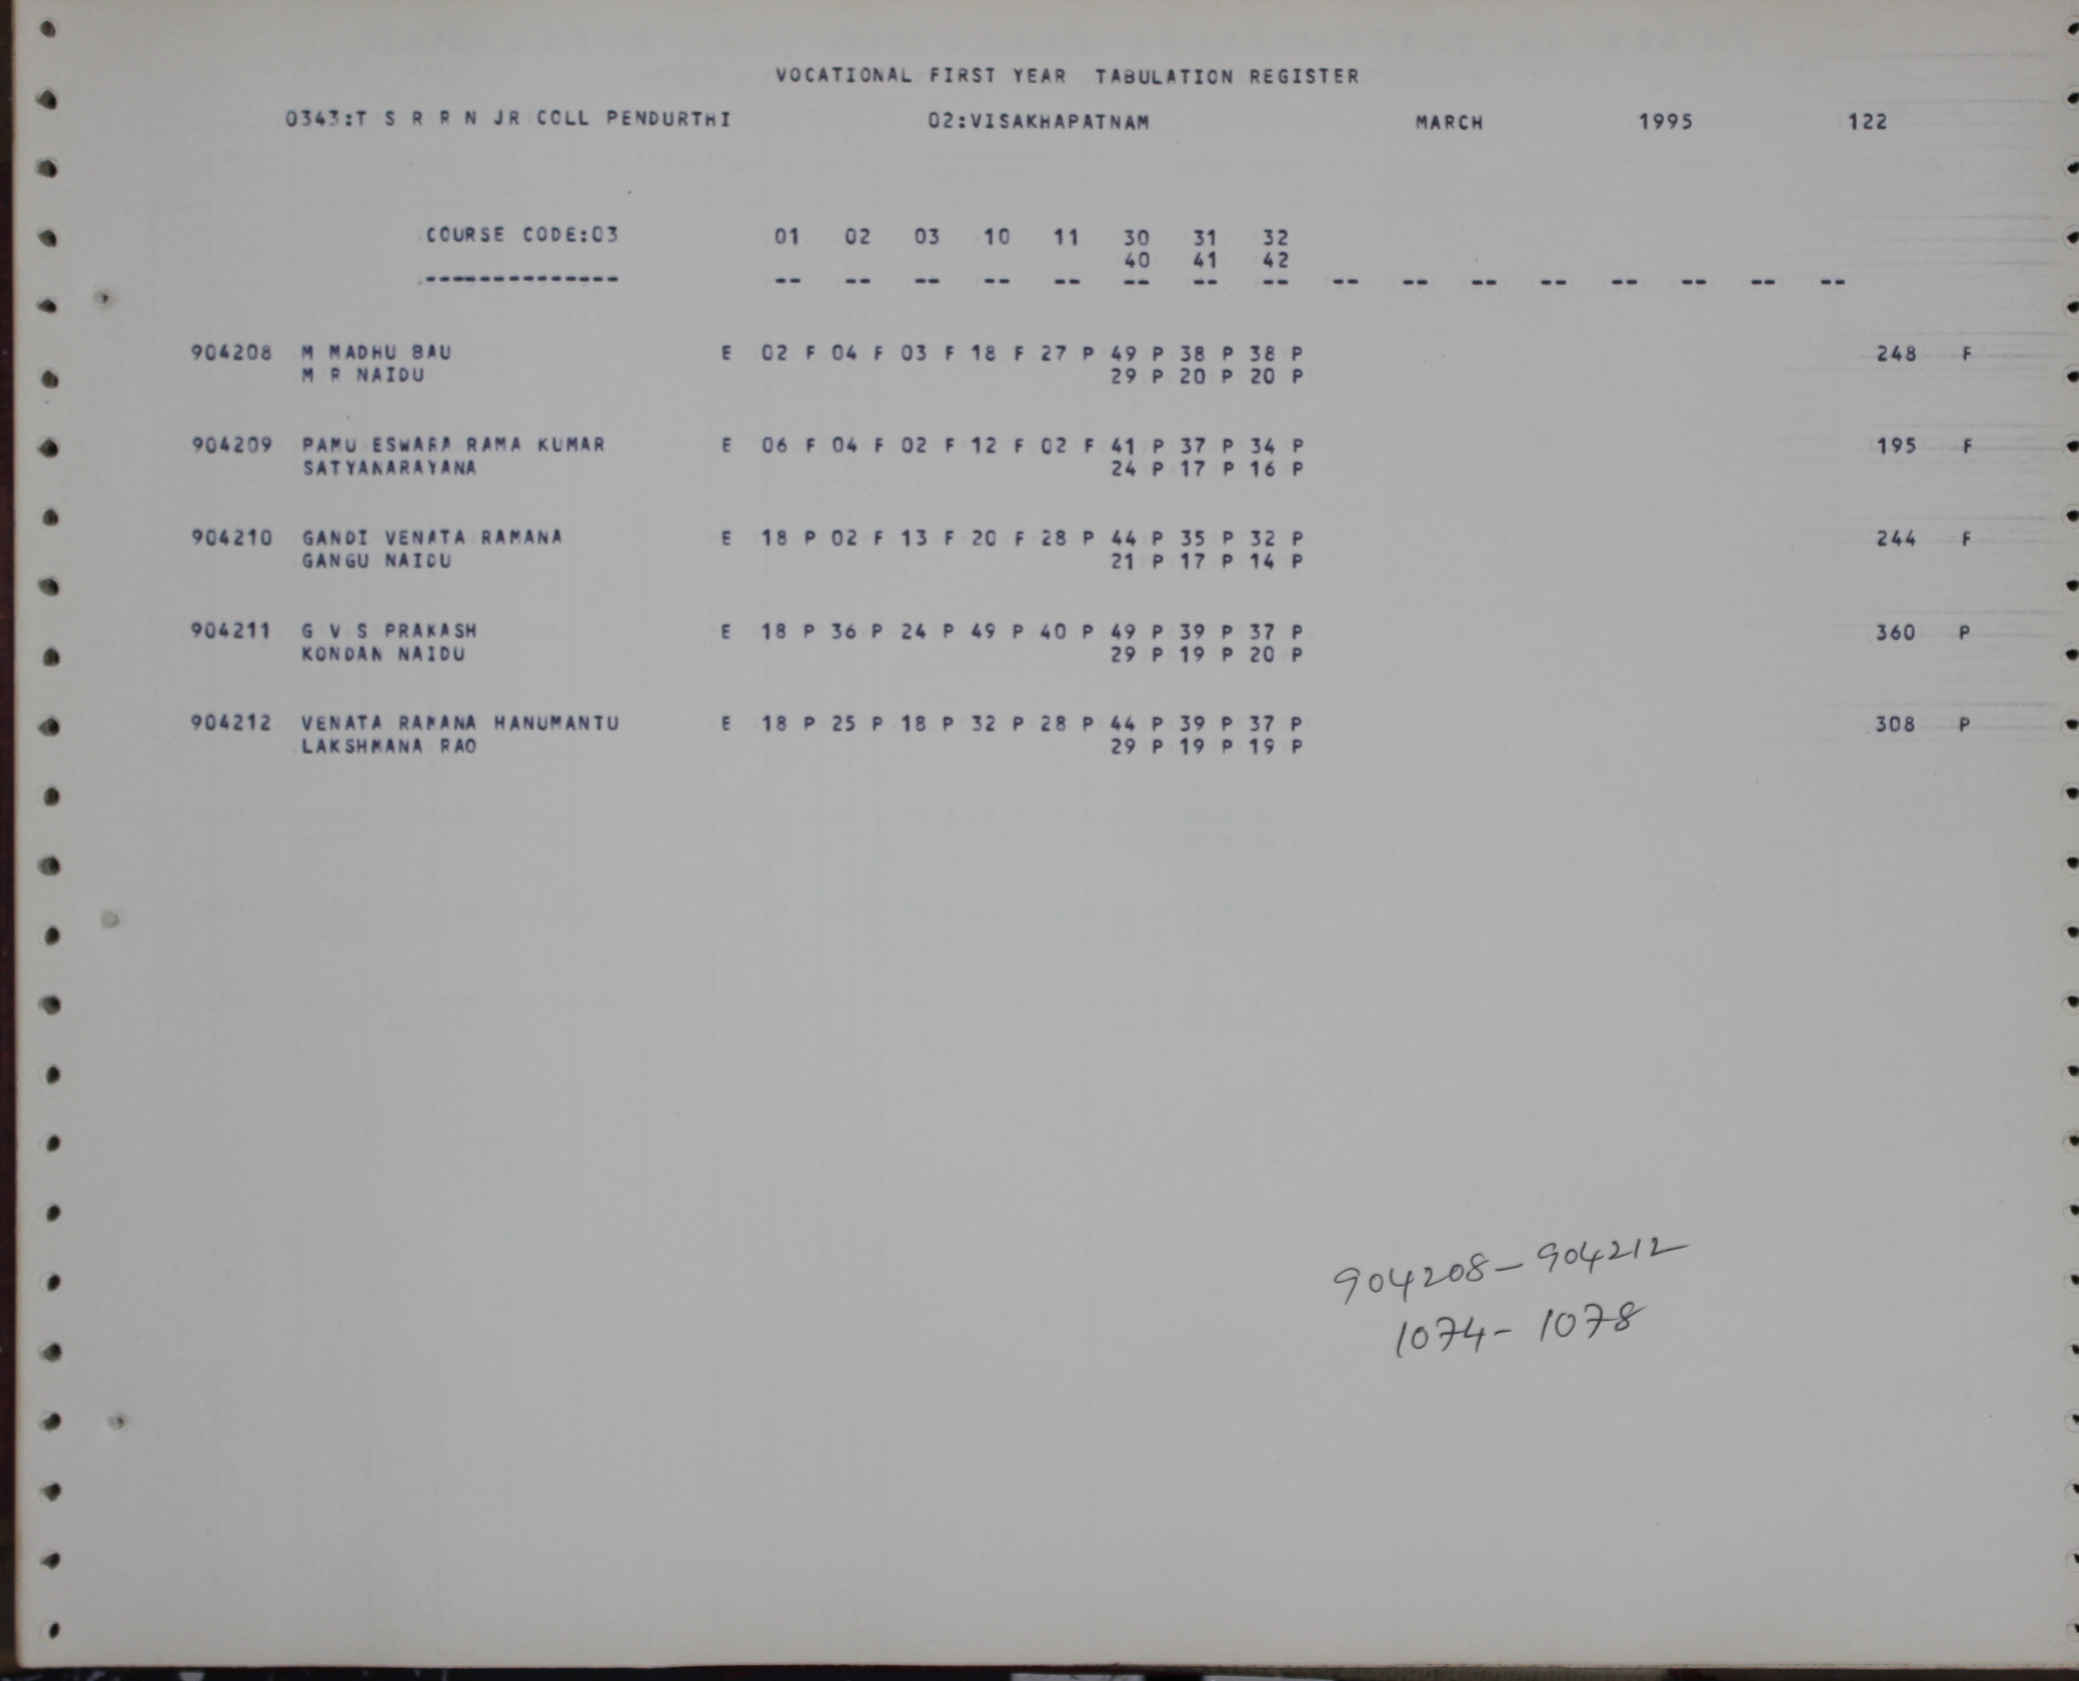 VOCATIONAL FIRST YEAR TABULATION REGISTER
0343:T S R R N JR COLL PENDURTHI 02:VISAKHAPATNAM MARCH 1995 122
COURSE CODE:03 01 02 03 10 11 30 31 32
40 41 42
-------------- -- -- -- -- -- -- -- -- -- -- -- -- -- -- -- --
904208 M MADHU BAU E 02 F 04 F 03 F 18 F 27 P 49 P 38 P 38 P 248 F
M R NAIDU 29 P 20 P 20 P
904209 PAMU ESWARA RAMA KUMAR E 06 F 04 F 02 F 12 F 02 F 41 P 37 P 34 P 195 F
SATYANARAYANA 24 P 17 P 16 P
904210 GANDI VENATA RAMANA E 18 P 02 F 13 F 20 F 28 P 44 P 35 P 32 P 244 F
GANGU NAIDU 21 P 17 P 14 P
904211 G V S PRAKASH E 18 P 36 P 24 P 49 P 40 P 49 P 39 P 37 P 360 P
KONDAN NAIDU 29 P 19 P 20 P
904212 VENATA RAMANA HANUMANTU E 18 P 25 P 18 P 32 P 28 P 44 P 39 P 37 P 308 P
LAKSHMANA RAO 29 P 19 P 19 P
904208 - 904212
1074 - 1078